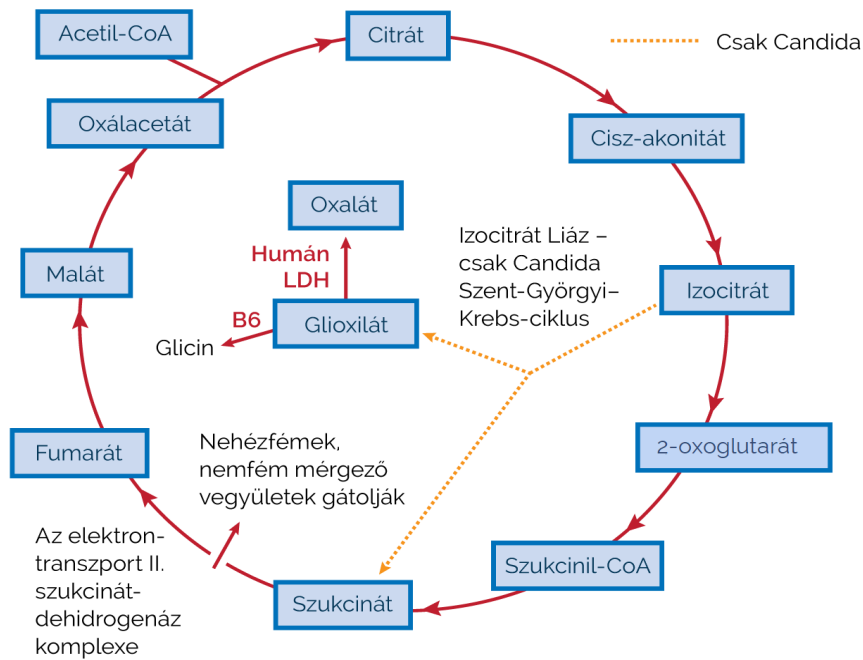 Acetil-CoA
Citrát
Csak Candida
Oxálacetát
Cisz-akonitát
Oxalát
Humán
LDH
Izocitrát Liáz –
csak Candida
Szent-Györgyi–
Krebs-ciklus
Malát
Izocitrát
B6
Glioxilát
Glicin
Fumarát
Nehézfémek,
nemfém mérgező
vegyületek gátolják
2-oxoglutarát
Az elektron-
transzport II.
szukcinát-
dehidrogenáz
komplexe
Szukcinil-CoA
Szukcinát